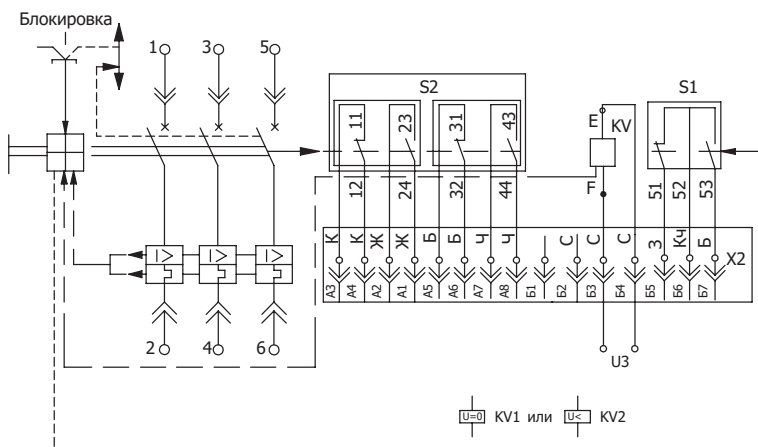 Блокировка
1 3 5
S2
S1
11 23 31 43
E KV
F
12 24 32 44
51 52 53
К К Ж Ж Б Б Ч Ч С С С З Кч Б
X2
А3 А4 А2 А1 А5 А6 А7 А8 Б1 Б2 Б3 Б4 Б5 Б6 Б7
I> I> I>
2 4 6
U3
U=0 KV1 или U< KV2